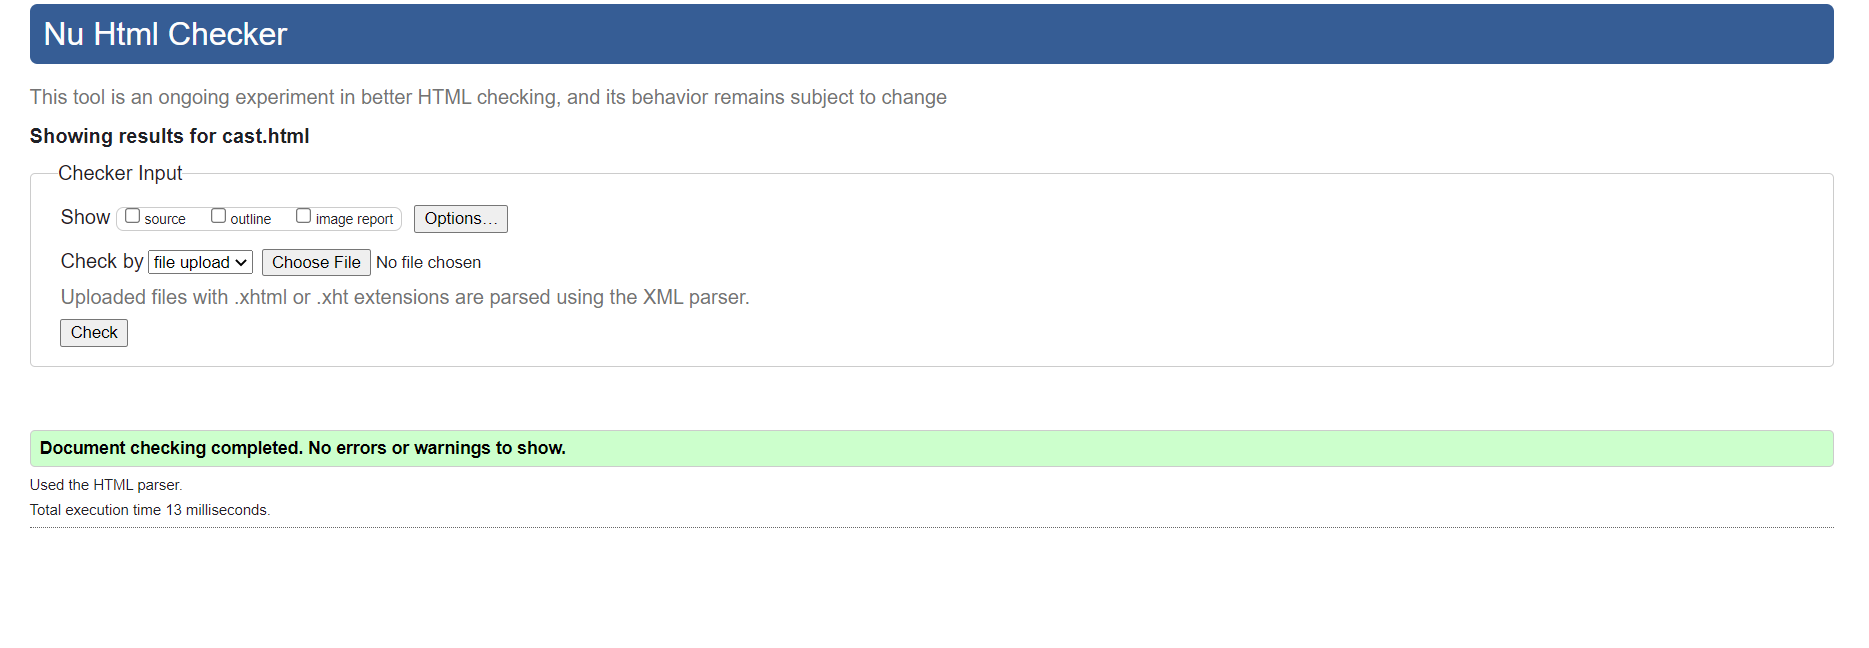 Nu Html Checker
This tool is an ongoing experiment in better HTML checking, and its behavior remains subject to change
Showing results for cast.html
Checker Input
Show source outline image report Options...
Check by file upload Choose File No file chosen
Uploaded files with .xhtml or .xht extensions are parsed using the XML parser.
Check
Document checking completed. No errors or warnings to show.
Used the HTML parser.
Total execution time 13 milliseconds.